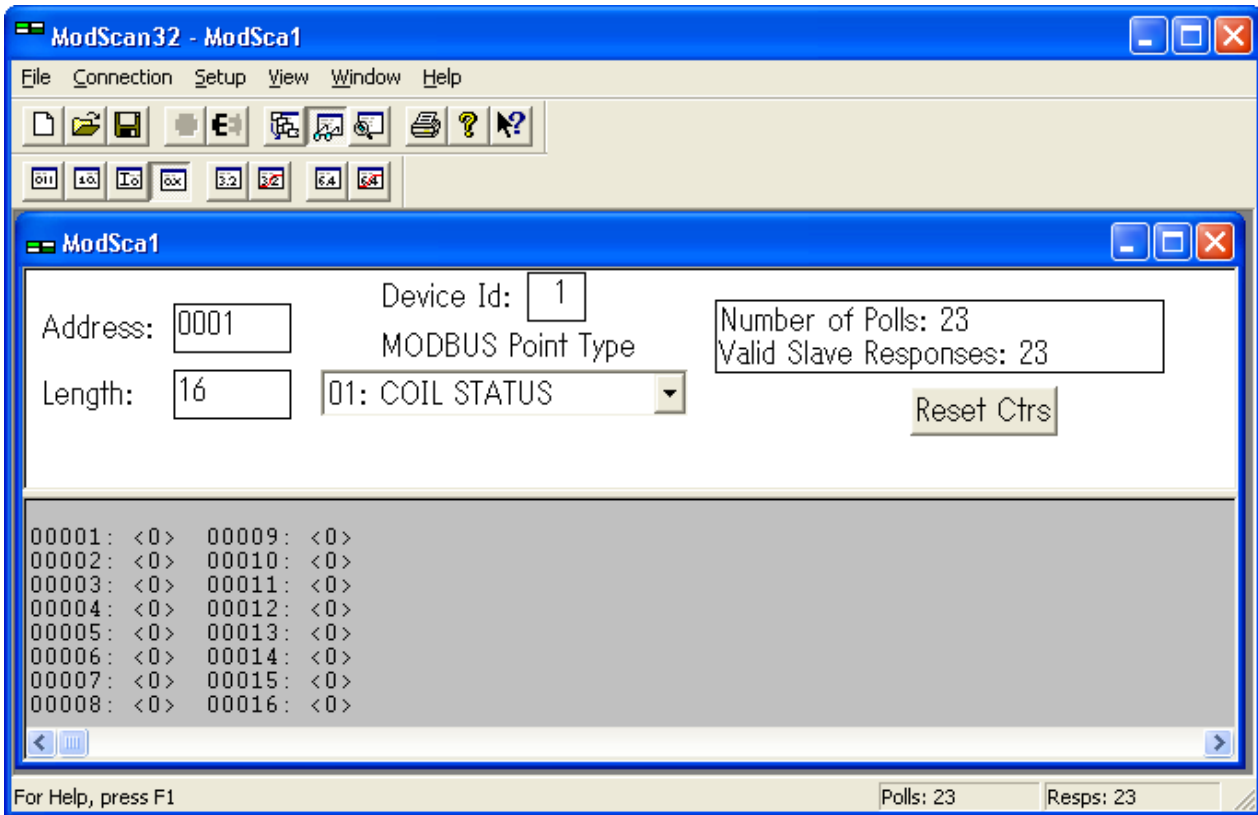 ModScan32 - ModSca1
File Connection Setup View Window Help
ModSca1
Address: 0001
Device Id: 1
MODBUS Point Type
Length: 16
01: COIL STATUS
Number of Polls: 23
Valid Slave Responses: 23
Reset Ctrs
00001: <0> 00009: <0>
00002: <0> 00010: <0>
00003: <0> 00011: <0>
00004: <0> 00012: <0>
00005: <0> 00013: <0>
00006: <0> 00014: <0>
00007: <0> 00015: <0>
00008: <0> 00016: <0>
For Help, press F1
Polls: 23
Resps: 23